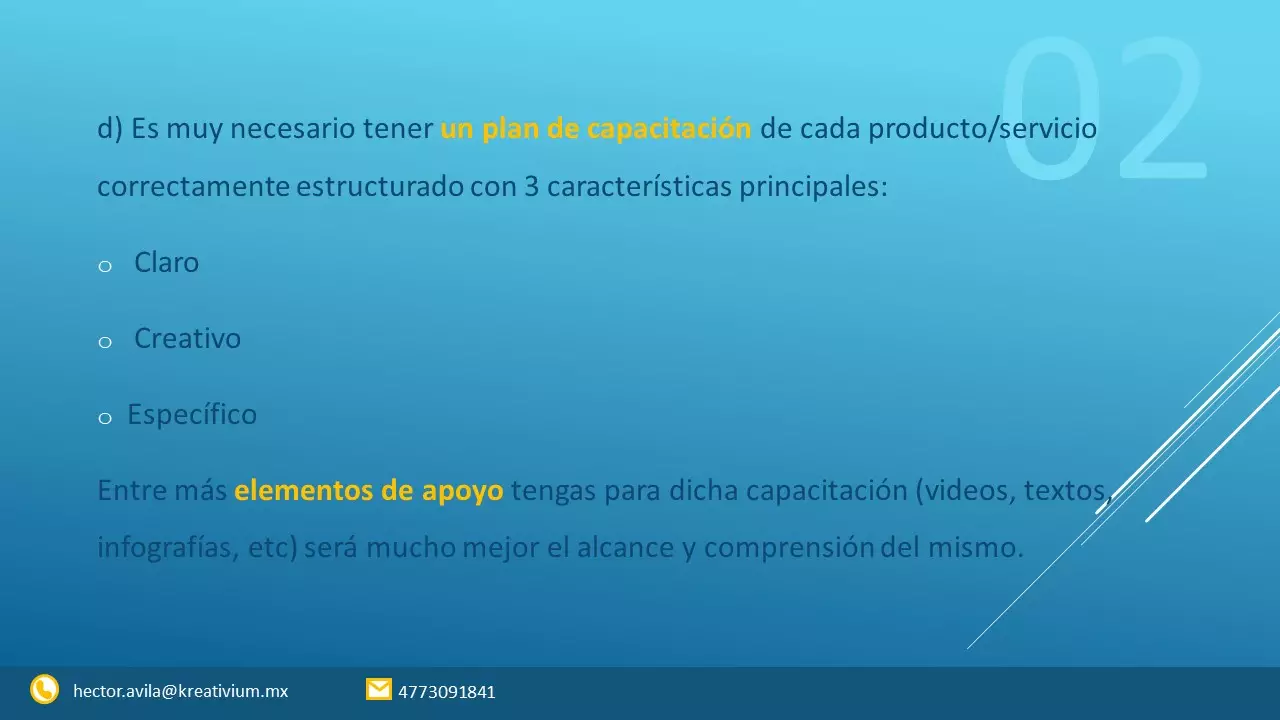 02
d) Es muy necesario tener un plan de capacitación de cada producto/servicio
correctamente estructurado con 3 características principales:
o Claro
o Creativo
o Específico
Entre más elementos de apoyo tengas para dicha capacitación (videos, textos,
infografías, etc) será mucho mejor el alcance y comprensión del mismo.
hector.avila@kreativium.mx
4773091841